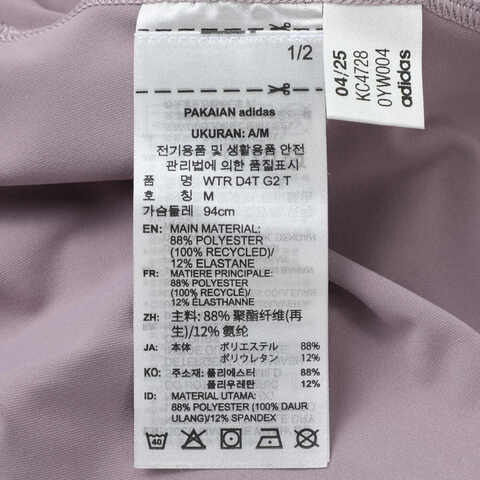 1/2
PAKAIAN adidas
UKURAN: A/M
전기용품 및 생활용품 안전
관리법에 의한 품질표시
품 명 WTR D4T G2 T
호 칭 M
가슴둘레 94cm
EN: MAIN MATERIAL:
88% POLYESTER
(100% RECYCLED)/
12% ELASTANE
FR: MATIERE PRINCIPALE:
88% POLYESTER
(100% RECYCLÉ)/
12% ÉLASTHANNE
ZH: 主料: 88% 聚酯纤维(再
生)/12% 氨纶
JA: 本体 ポリエステル 88%
ポリウレタン 12%
KO: 주소재: 폴리에스터 88%
폴리우레탄 12%
ID: MATERIAL UTAMA:
88% POLYESTER (100% DAUR
ULANG)/12% SPANDEX
40
04/25
KC4728
0YW004
adidas